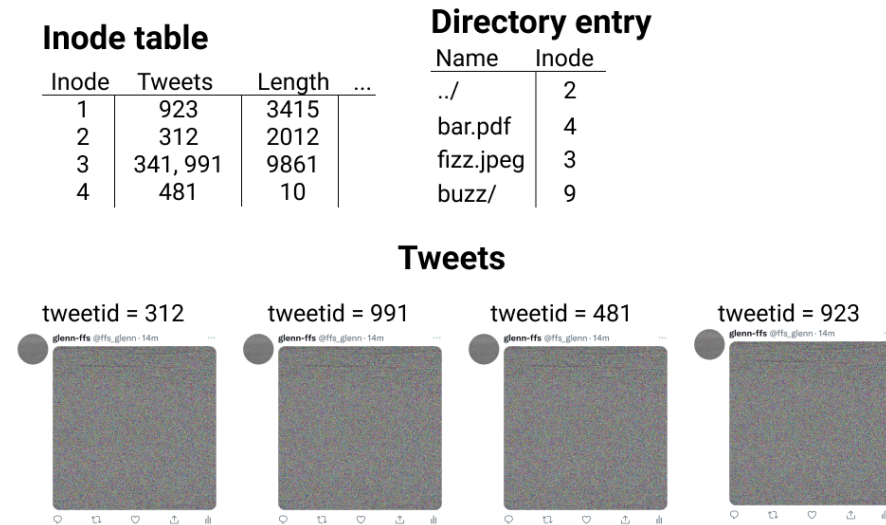 Inode table
Inode Tweets Length ...
1 923 3415
2 312 2012
3 341, 991 9861
4 481 10
Directory entry
Name Inode
../ 2
bar.pdf 4
fizz.jpeg 3
buzz/ 9
Tweets
tweetid = 312
glenn-ffs @ffs_glenn · 14m
tweetid = 991
glenn-ffs @ffs_glenn · 14m
tweetid = 481
glenn-ffs @ffs_glenn · 14m
tweetid = 923
glenn-ffs @ffs_glenn · 14m